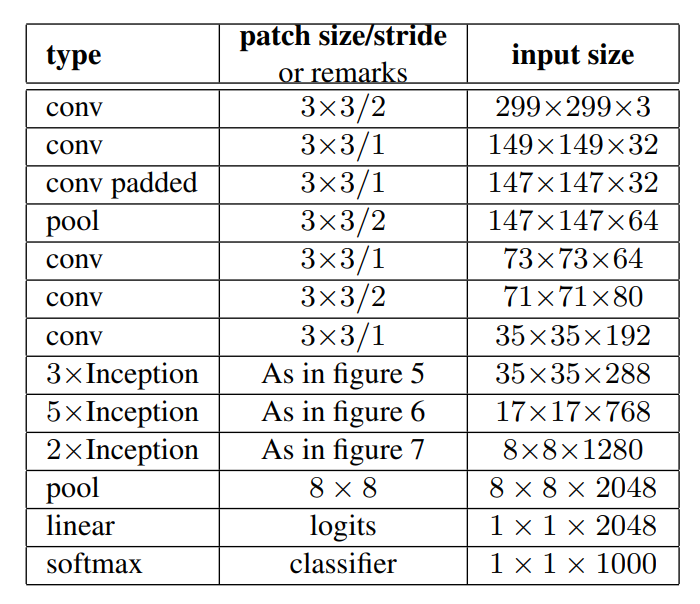 type patch size/stride or remarks input size
conv 3×3/2 299×299×3
conv 3×3/1 149×149×32
conv padded 3×3/1 147×147×32
pool 3×3/2 147×147×64
conv 3×3/1 73×73×64
conv 3×3/2 71×71×80
conv 3×3/1 35×35×192
3×Inception As in figure 5 35×35×288
5×Inception As in figure 6 17×17×768
2×Inception As in figure 7 8×8×1280
pool 8 × 8 8 × 8 × 2048
linear logits 1 × 1 × 2048
softmax classifier 1 × 1 × 1000